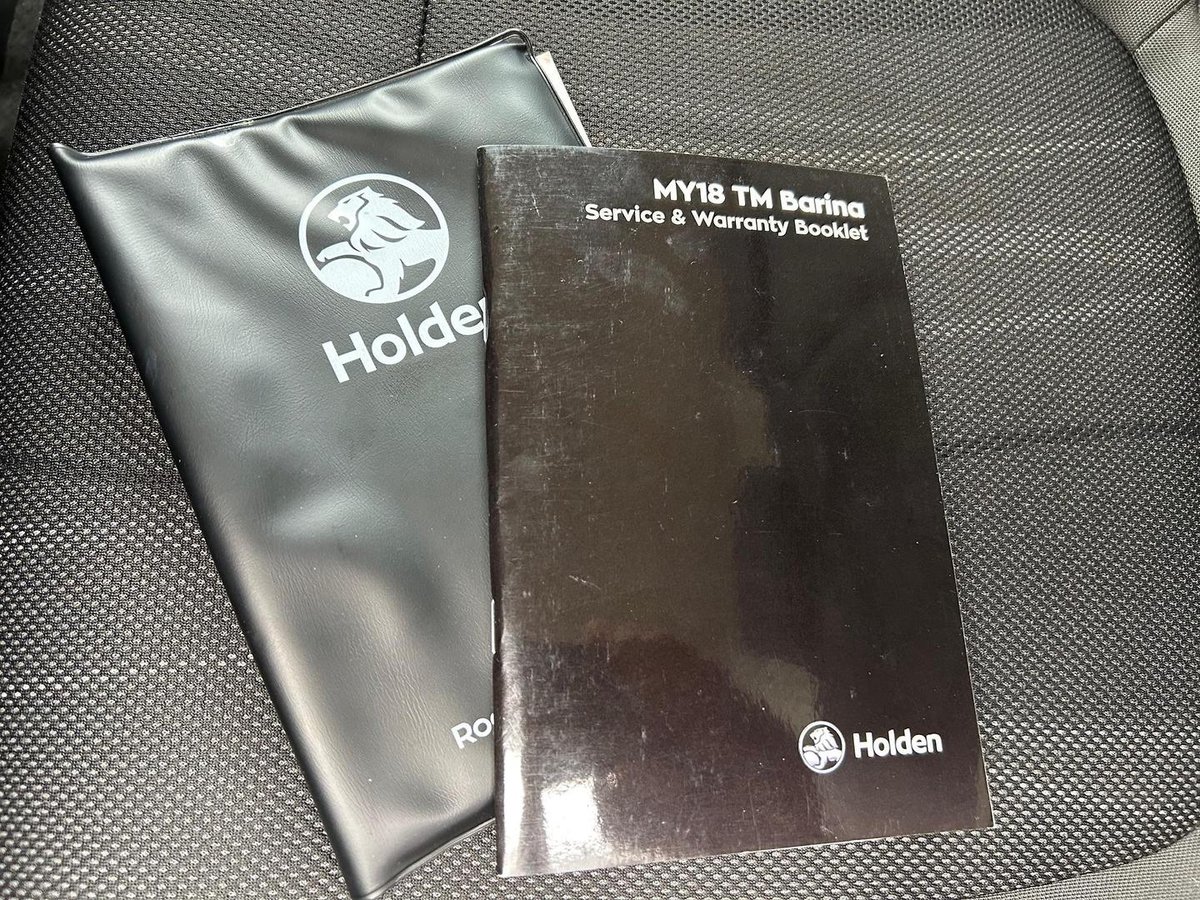 Holden
MY18 TM Barina
Service & Warranty Booklet
Holden